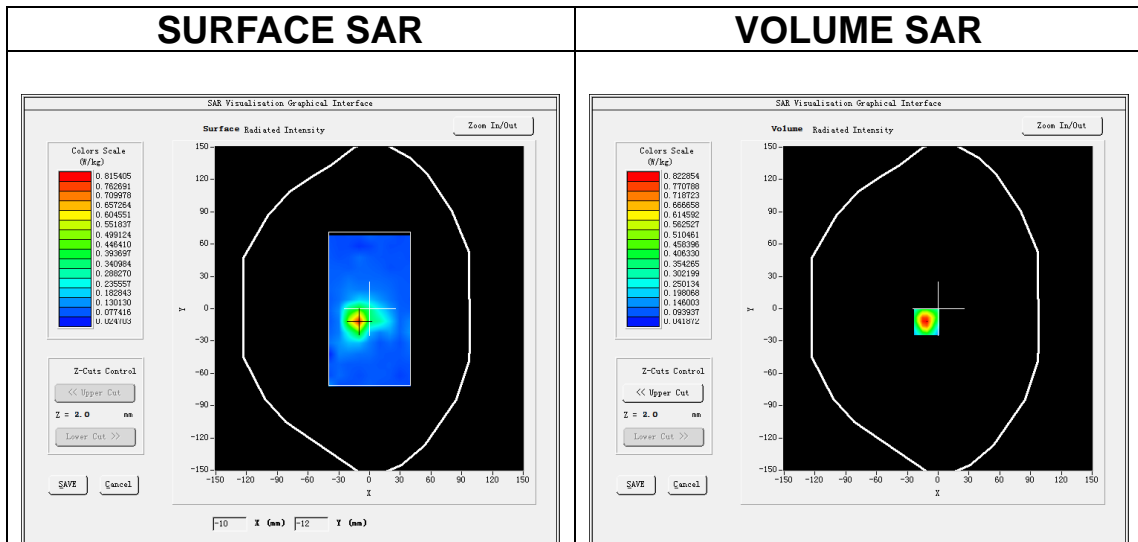 SURFACE SAR
SAR Visualisation Graphical Interface
Surface Radiated Intensity
Zoom In/Out
Colors Scale
(W/kg)
0.815405
0.762691
0.709978
0.657264
0.604551
0.551837
0.499124
0.446410
0.393697
0.340984
0.288270
0.235557
0.182843
0.130130
0.077416
0.024703
Z-Cuts Control
<< Upper Cut
Z = 2.0 mm
Lower Cut >>
SAVE
Cancel
150
120
90
60
30
0
-30
-60
-90
-120
-150
Y
-150 -120 -90 -60 -30 0 30 60 90 120 150
X
-10 X (mm) -12 Y (mm)
VOLUME SAR
SAR Visualisation Graphical Interface
Volume Radiated Intensity
Zoom In/Out
Colors Scale
(W/kg)
0.822854
0.770788
0.718723
0.666658
0.614592
0.562527
0.510461
0.458396
0.406330
0.354265
0.302199
0.250134
0.198068
0.146003
0.093937
0.041872
Z-Cuts Control
<< Upper Cut
Z = 2.0 mm
Lower Cut >>
SAVE
Cancel
150
120
90
60
30
0
-30
-60
-90
-120
-150
Y
-150 -120 -90 -60 -30 0 30 60 90 120 150
X